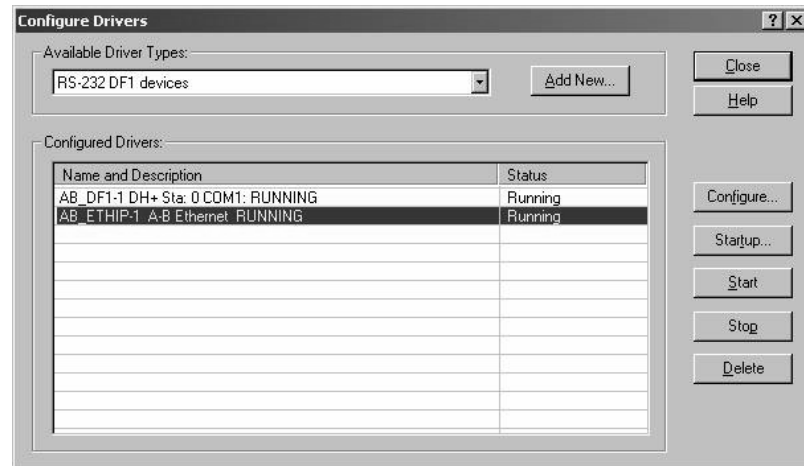 Configure Drivers
? X
Available Driver Types:
RS-232 DF1 devices
Add New...
Close
Help
Configured Drivers:
Name and Description Status
AB_DF1-1 DH+ Sta: 0 COM1: RUNNING Running
AB_ETHIP-1 A-B Ethernet RUNNING Running
Configure...
Startup...
Start
Stop
Delete